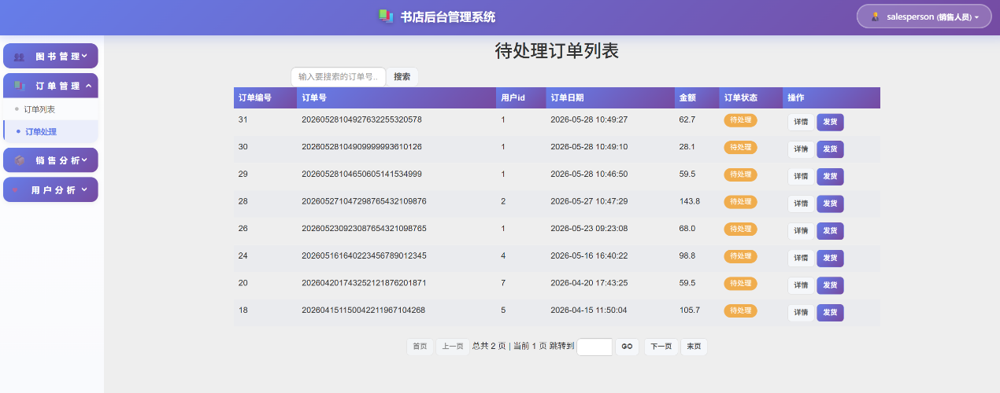 书店后台管理系统
salesperson (销售人员)
图书管理
订单管理
订单列表
订单处理
销售分析
用户分析
待处理订单列表
输入要搜索的订单号.. 搜索
订单编号 订单号 用户id 订单日期 金额 订单状态 操作
31 20260528104927632255320578 1 2026-05-28 10:49:27 62.7 待处理 详情 发货
30 20260528104909999993610126 1 2026-05-28 10:49:10 28.1 待处理 详情 发货
29 20260528104650605141534999 1 2026-05-28 10:46:50 59.5 待处理 详情 发货
28 202605271047298765432109876 2 2026-05-27 10:47:29 143.8 待处理 详情 发货
26 202605230923087654321098765 1 2026-05-23 09:23:08 68.0 待处理 详情 发货
24 202605161640223456789012345 4 2026-05-16 16:40:22 98.8 待处理 详情 发货
20 202604201743252121876201871 7 2026-04-20 17:43:25 59.5 待处理 详情 发货
18 202604151150042211967104268 5 2026-04-15 11:50:04 105.7 待处理 详情 发货
首页 上一页 总共 2 页 | 当前 1 页 跳转到 GO 下一页 末页